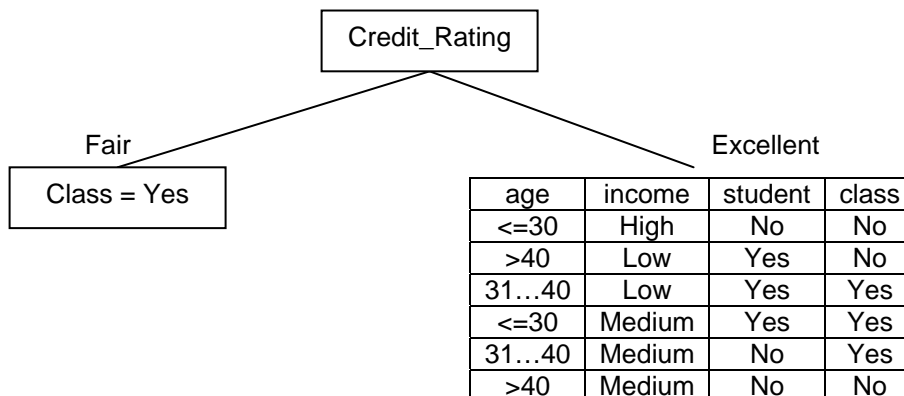 Credit_Rating
Fair
Excellent
Class = Yes
age income student class
<=30 High No No
>40 Low Yes No
31…40 Low Yes Yes
<=30 Medium Yes Yes
31…40 Medium No Yes
>40 Medium No No